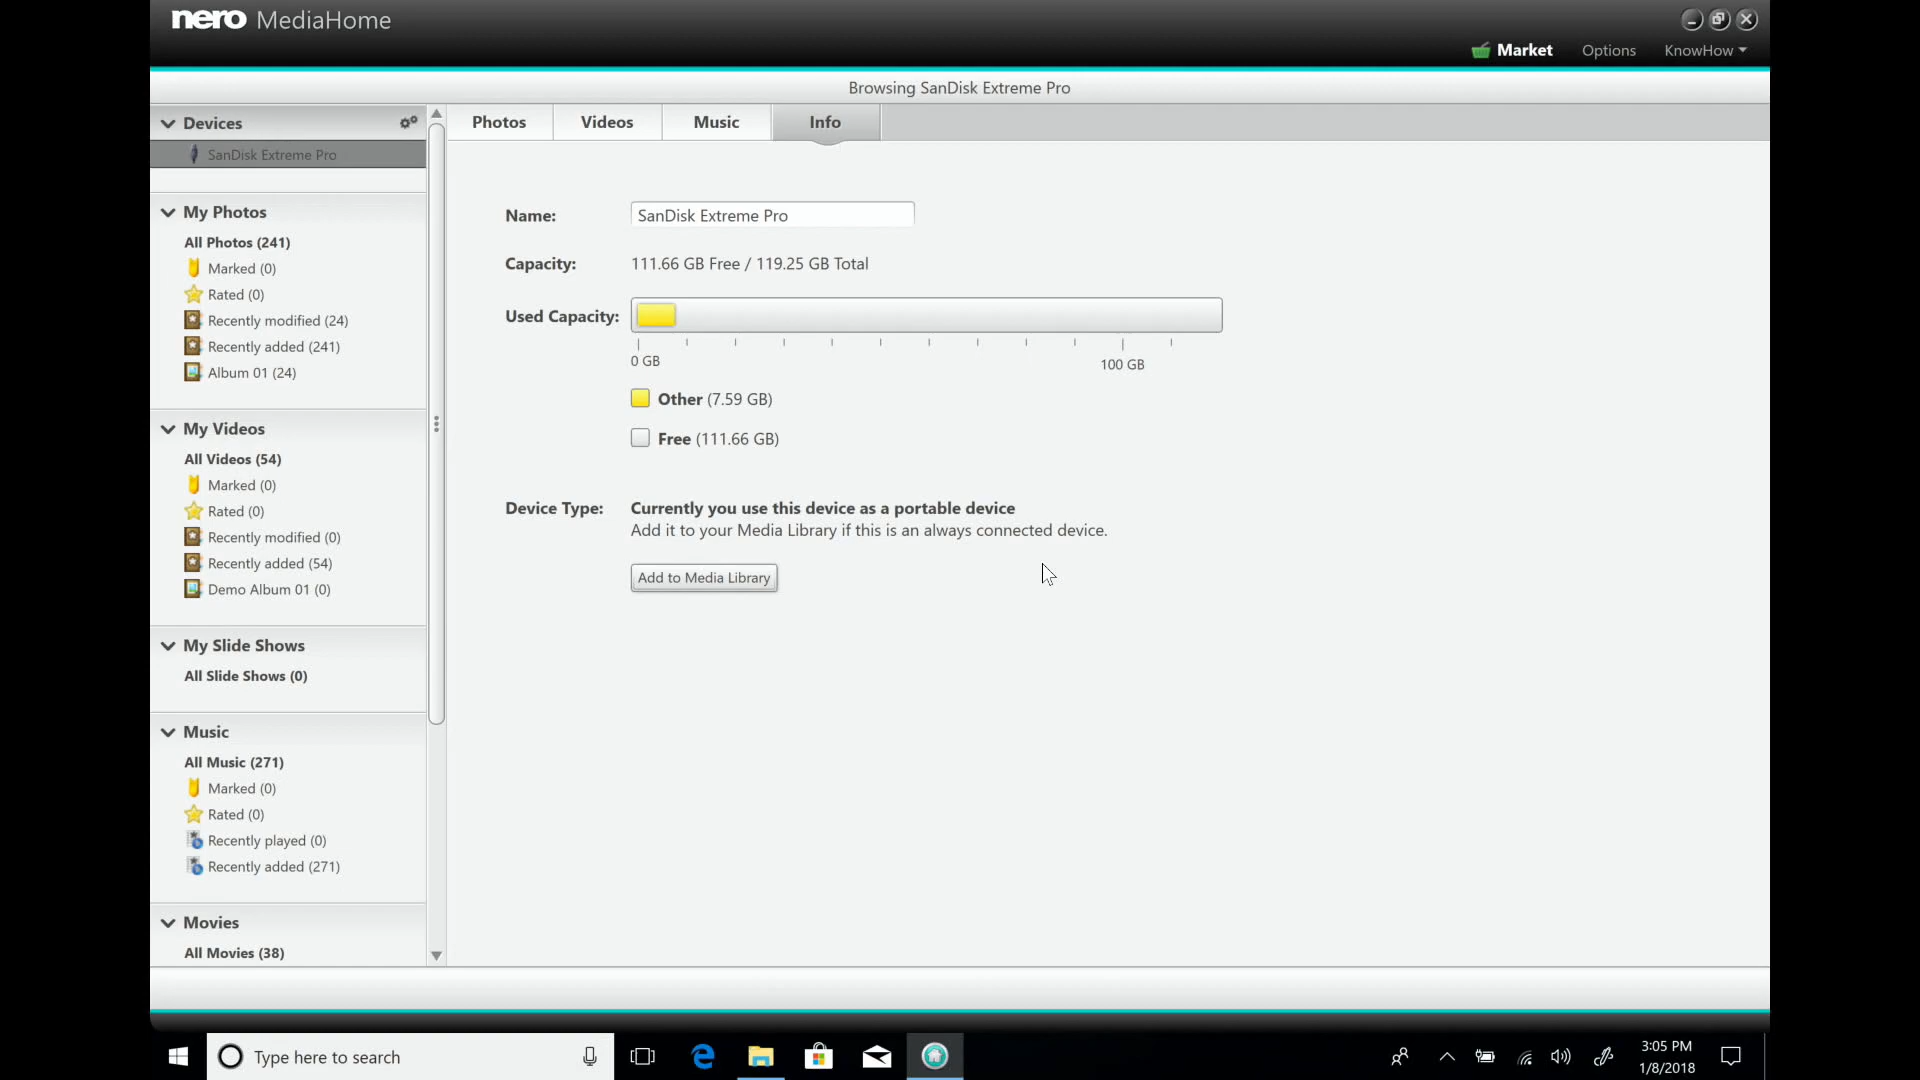 nero MediaHome
Market Options KnowHow
Browsing SanDisk Extreme Pro
Devices
SanDisk Extreme Pro
My Photos
All Photos (241)
Marked (0)
Rated (0)
Recently modified (24)
Recently added (241)
Album 01 (24)
My Videos
All Videos (54)
Marked (0)
Rated (0)
Recently modified (0)
Recently added (54)
Demo Album 01 (0)
My Slide Shows
All Slide Shows (0)
Music
All Music (271)
Marked (0)
Rated (0)
Recently played (0)
Recently added (271)
Movies
All Movies (38)
Photos Videos Music Info
Name: SanDisk Extreme Pro
Capacity: 111.66 GB Free / 119.25 GB Total
Used Capacity:
0 GB 100 GB
Other (7.59 GB)
Free (111.66 GB)
Device Type: Currently you use this device as a portable device
Add it to your Media Library if this is an always connected device.
Add to Media Library
Type here to search
3:05 PM
1/8/2018